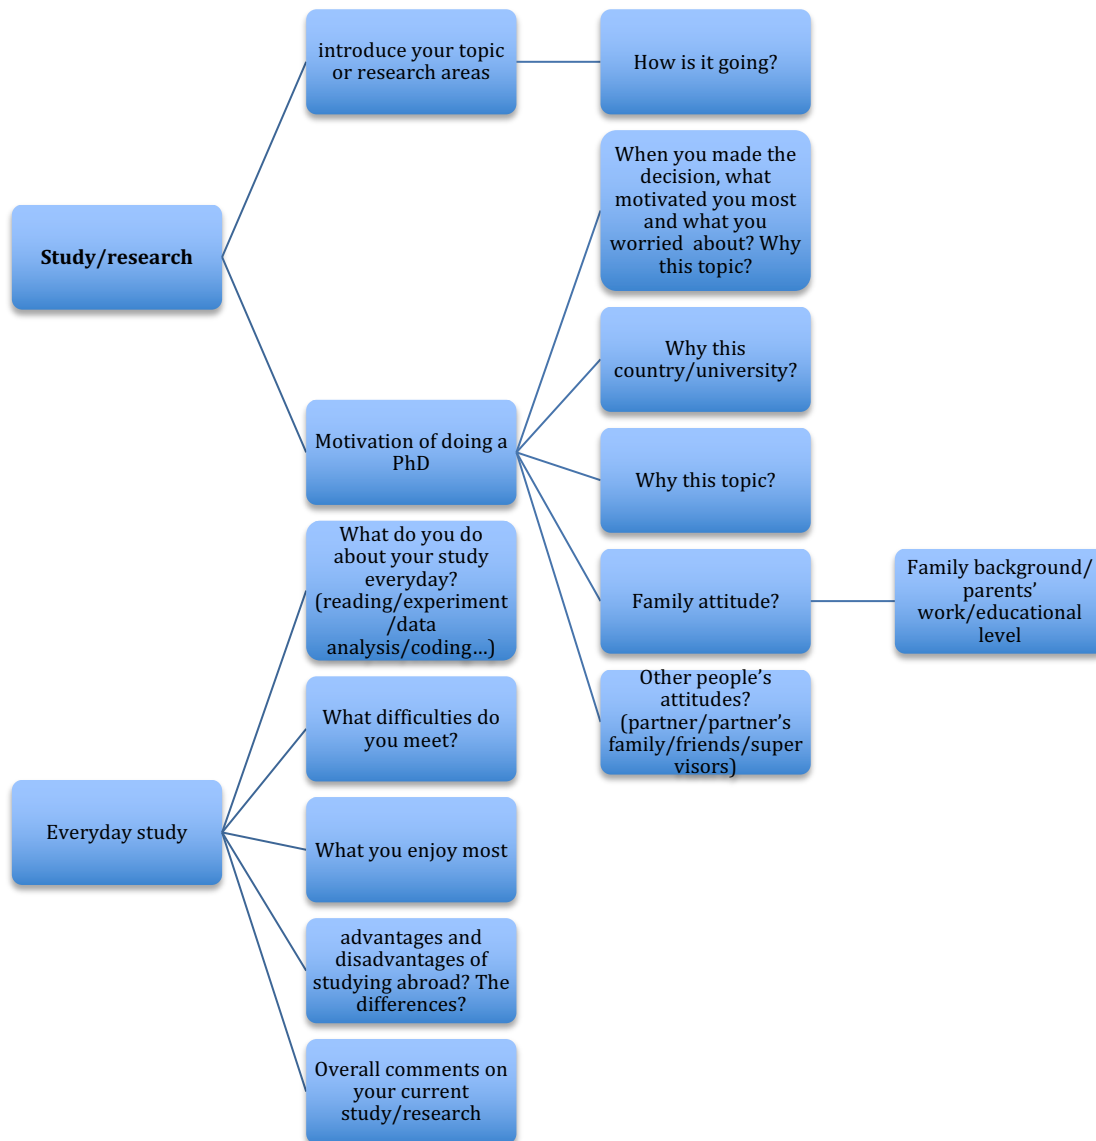 introduce your topic
or research areas
How is it going?
When you made the
decision, what
motivated you most
and what you
worried  about? Why
this topic?
Study/research
Why this
country/university?
Motivation of doing a
PhD
Why this topic?
What do you do
about your study
everyday?
(reading/experiment
/data
analysis/coding...)
Family attitude?
Family background/
parents'
work/educational
level
Other people's
attitudes?
(partner/partner's
family/friends/super
visors)
What difficulties do
you meet?
Everyday study
What you enjoy most
advantages and
disadvantages of
studying abroad? The
differences?
Overall comments on
your current
study/research